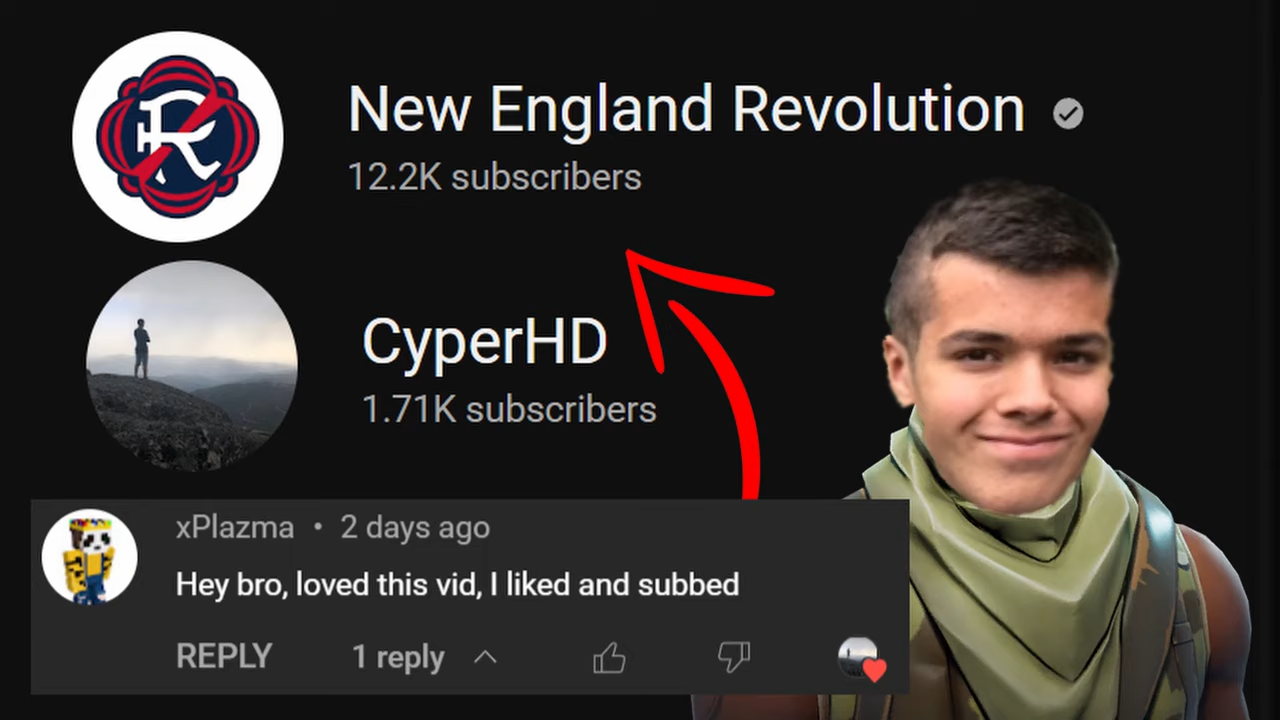 New England Revolution
12.2K subscribers
CyperHD
1.71K subscribers
xPlazma • 2 days ago
Hey bro, loved this vid, I liked and subbed
REPLY 1 reply